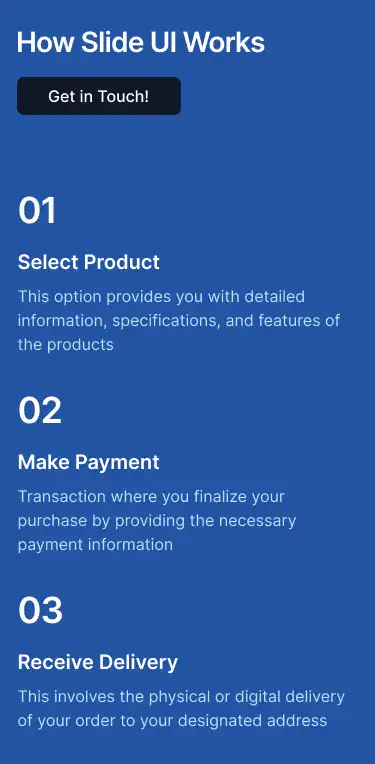 How Slide UI Works
Get in Touch!
01
Select Product
This option provides you with detailed
information, specifications, and features of
the products
02
Make Payment
Transaction where you finalize your
purchase by providing the necessary
payment information
03
Receive Delivery
This involves the physical or digital delivery
of your order to your designated address